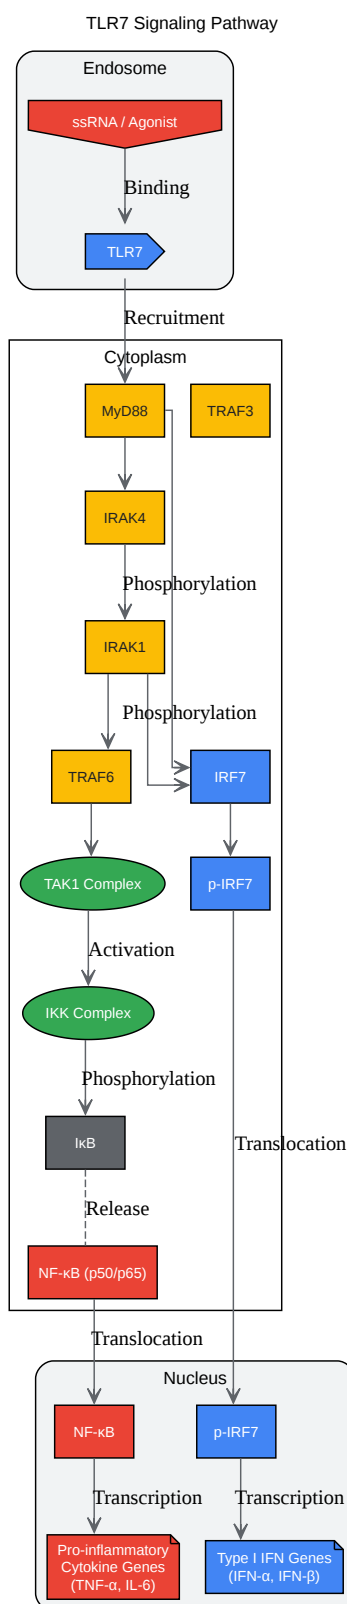 TLR7 Signaling Pathway
Endosome
ssRNA / Agonist
Binding
TLR7
Recruitment
Cytoplasm
MyD88
TRAF3
IRAK4
Phosphorylation
IRAK1
Phosphorylation
TRAF6
IRF7
TAK1 Complex
p-IRF7
Activation
IKK Complex
Phosphorylation
IκB
Translocation
Release
NF-κB (p50/p65)
Translocation
Nucleus
NF-κB
p-IRF7
Transcription
Transcription
Pro-inflammatory
Cytokine Genes
(TNF-α, IL-6)
Type I IFN Genes
(IFN-α, IFN-β)